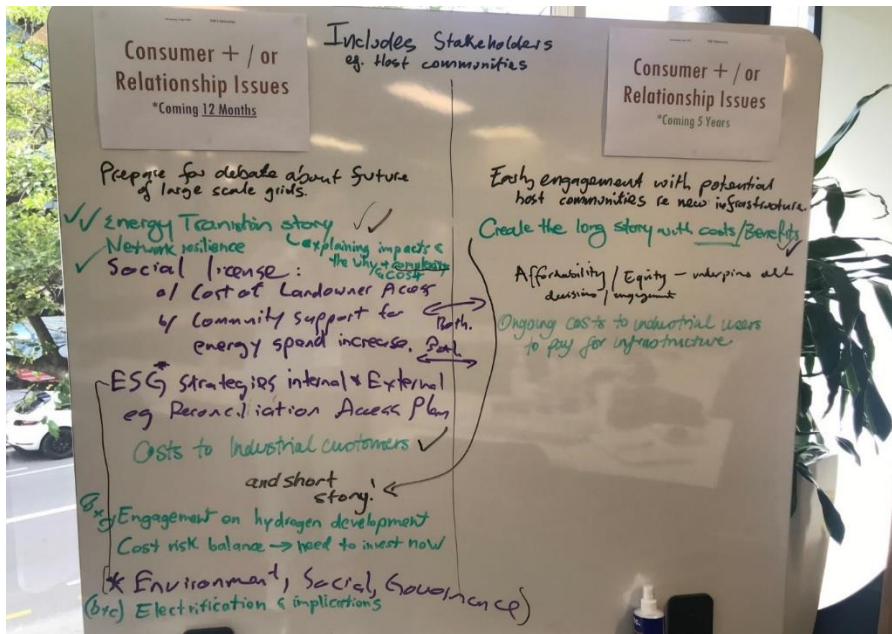 Includes Stakeholders
eg. Host communities
Consumer + / or
Relationship Issues
*Coming 12 Months
Prepare for debate about future
of large scale grids.
✓✓ Energy Transition story ✓✓
explaining impacts &
the why + complexity
& cost
✓ Network resilience
Social license:
a/ Cost of Landowner Access
b/ Community support for
energy spend increase.
Both.
Both
ESG* strategies internal & External
eg Reconciliation Access Plan
Costs to Industrial customers ✓
and short
story!
Engagement on hydrogen development
Cost risk balance → need to invest now
* Environment, Social, Governance
(b+c) Electrification & implications
Consumer + / or
Relationship Issues
*Coming 5 Years
Early engagement with potential
host communities re new infrastructure.
Create the long story with costs/Benefits ✓
Affordability / Equity – underpins all
decisions / engagement
Ongoing costs to industrial users
to pay for infrastructure